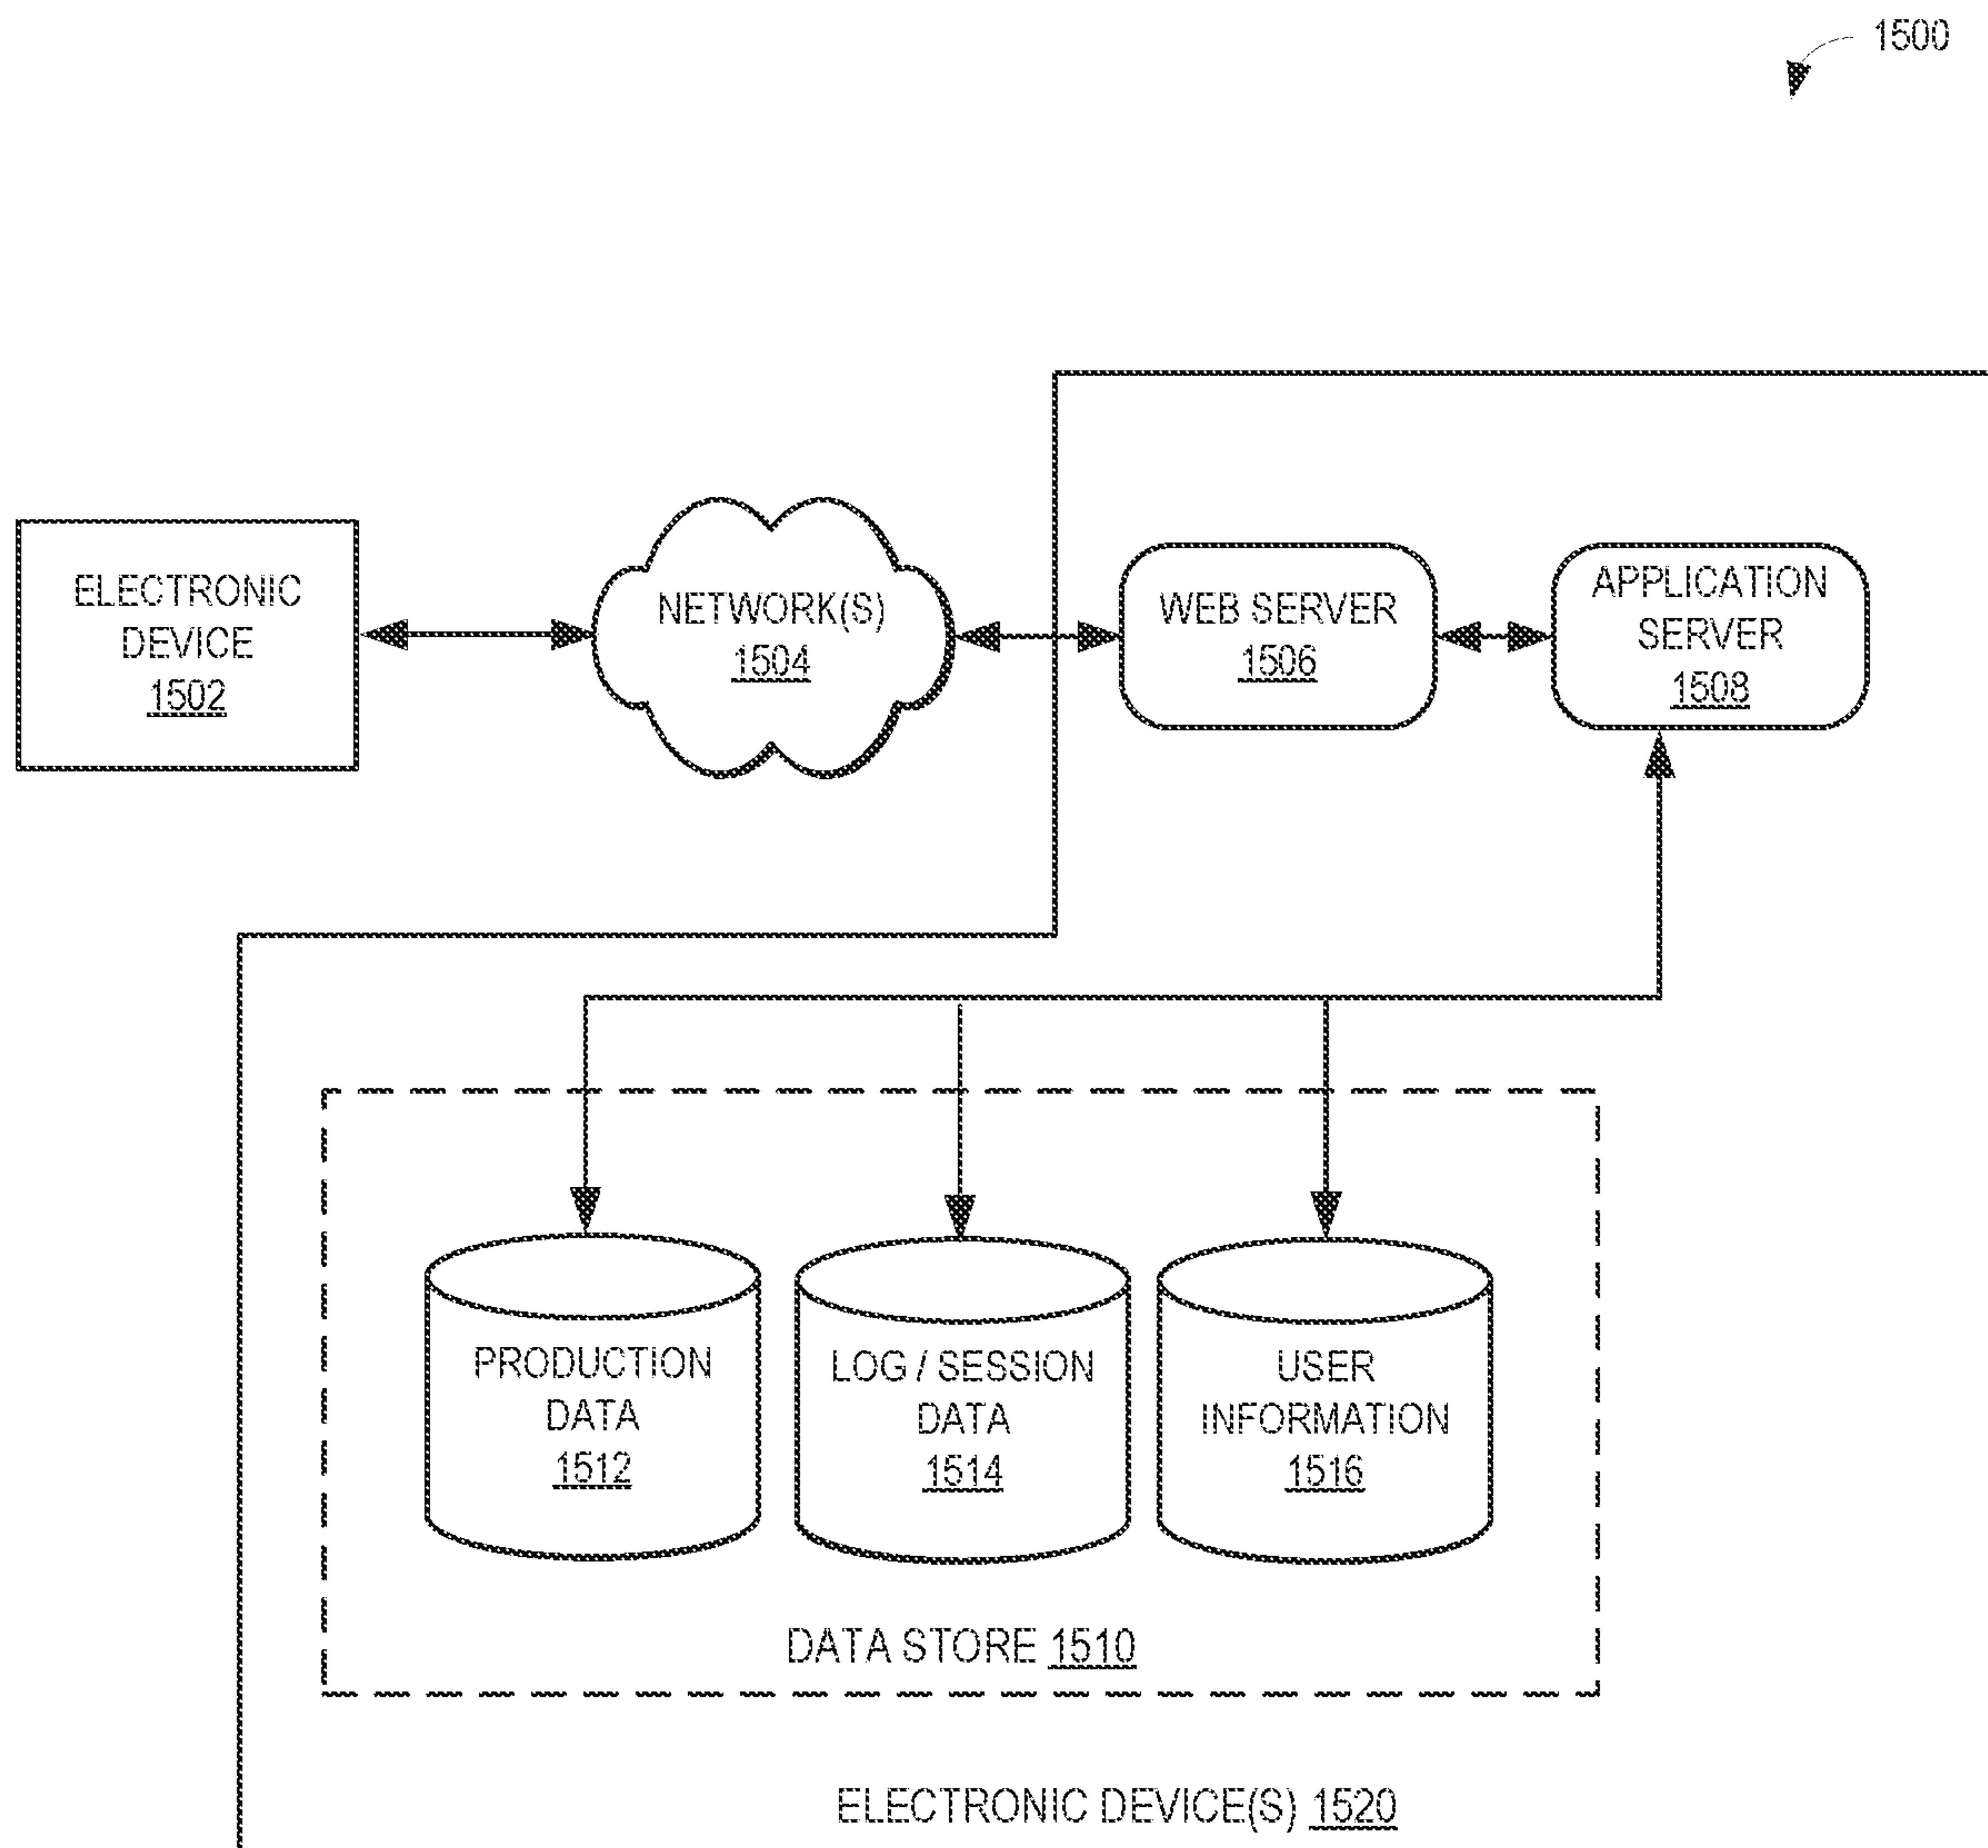 1500
ELECTRONIC
DEVICE
1502
NETWORK(S)
1504
WEB SERVER
1506
APPLICATION
SERVER
1508
PRODUCTION
DATA
1512
LOG / SESSION
DATA
1514
USER
INFORMATION
1516
DATA STORE 1510
ELECTRONIC DEVICE(S) 1520